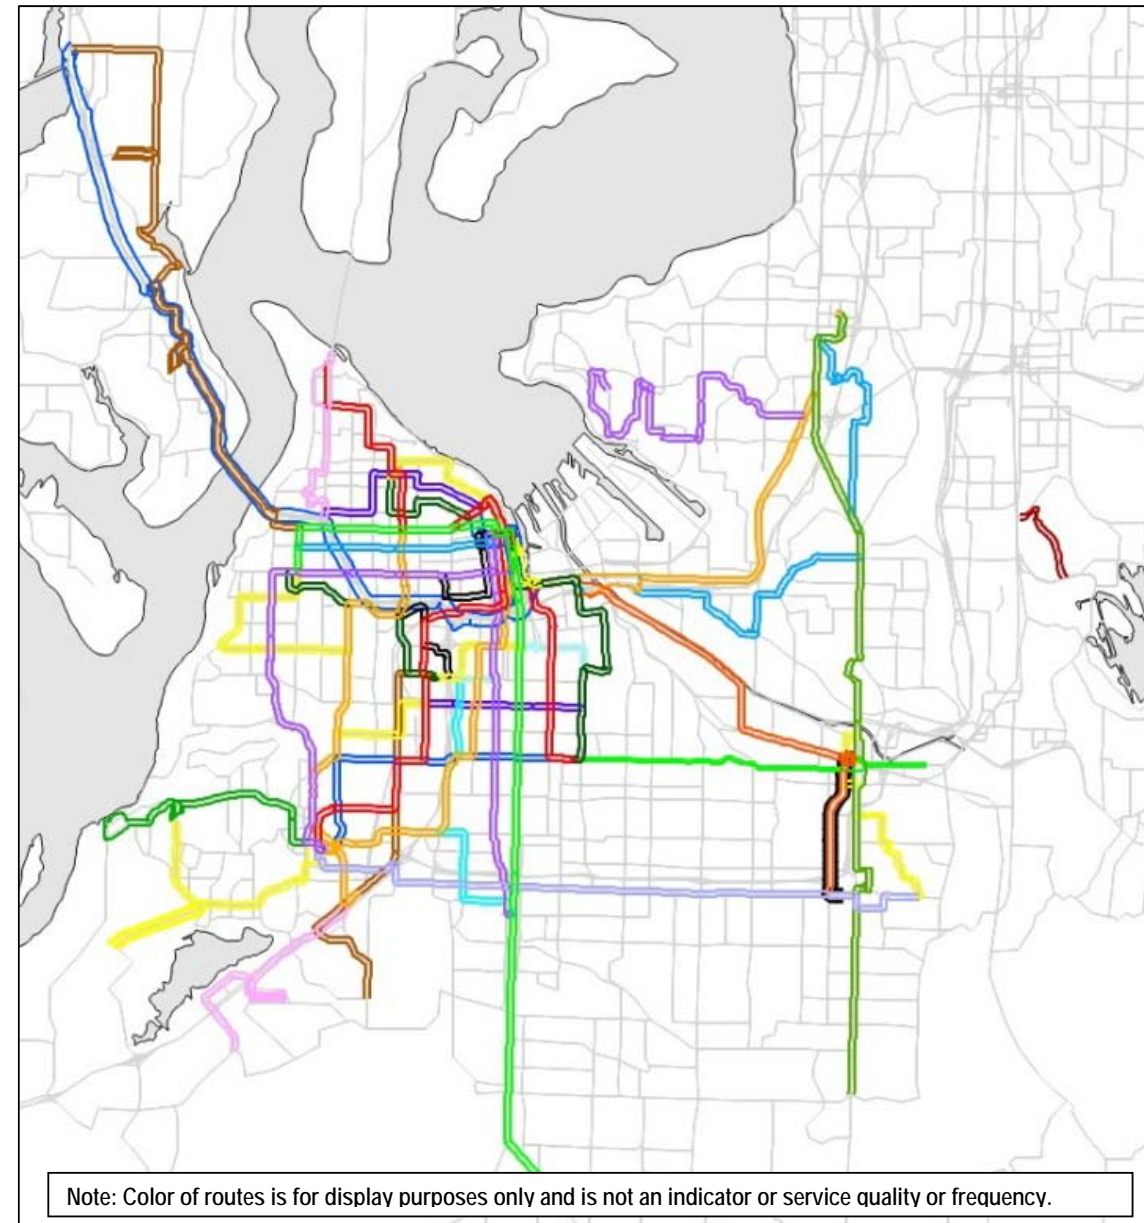 Note: Color of routes is for display purposes only and is not an indicator or service quality or frequency.